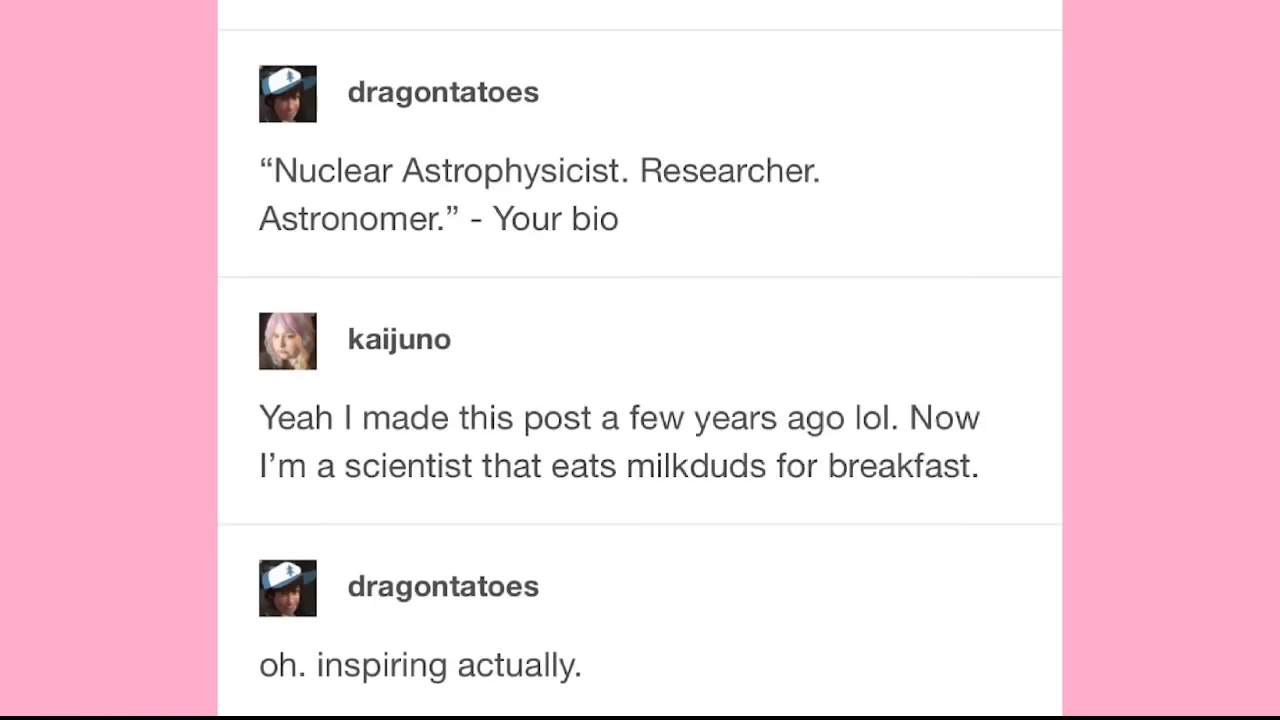 dragontatoes
“Nuclear Astrophysicist. Researcher.
Astronomer.” - Your bio
kaijuno
Yeah I made this post a few years ago lol. Now
I’m a scientist that eats milkduds for breakfast.
dragontatoes
oh. inspiring actually.